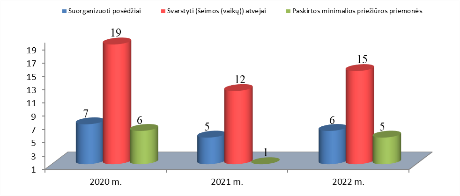 Suorganizuoti posėdžiai Svarstyti (šeimos (vaikų)) atvejai Paskirtos minimalios priežiūros priemonės
19
17
15
13
11
9
7
5
3
1
7 19 6
5 12 1
6 15 5
2020 m. 2021 m. 2022 m.